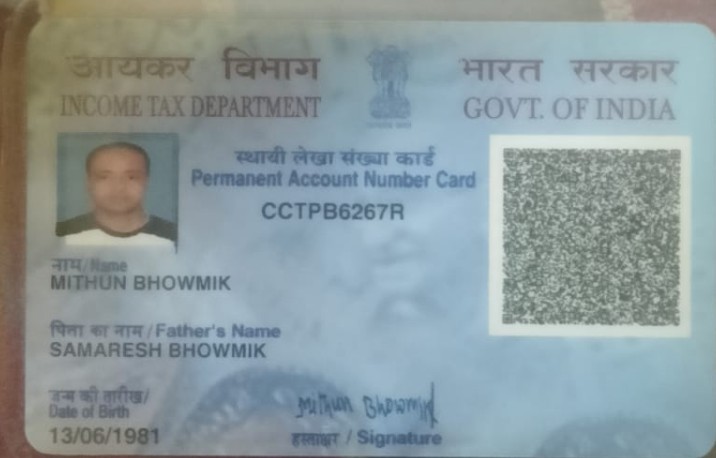 आयकर विभाग
INCOME TAX DEPARTMENT
भारत सरकार
GOVT. OF INDIA
स्थायी लेखा संख्या कार्ड
Permanent Account Number Card
CCTPB6267R
नाम/Name
MITHUN BHOWMIK
पिता का नाम/Father's Name
SAMARESH BHOWMIK
जन्म की तारीख/
Date of Birth
13/06/1981
Mithun Bhowmik
हस्ताक्षर / Signature